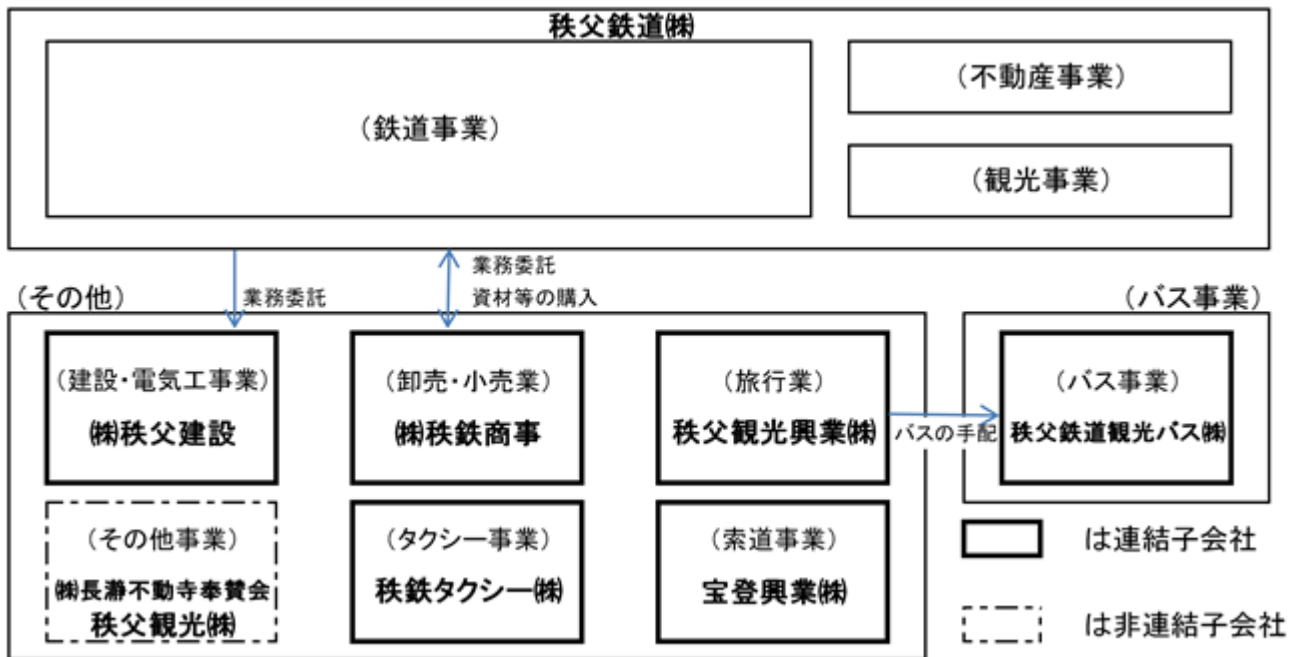 秩父鉄道㈱
（鉄道事業）
（不動産事業）
（観光事業）
業務委託
業務委託
資材等の購入
（その他）
（バス事業）
（建設・電気工事業）
㈱秩父建設
（卸売・小売業）
㈱秩鉄商事
（旅行業）
秩父観光興業㈱
バスの手配
（バス事業）
秩父鉄道観光バス㈱
（その他事業）
㈱長瀞不動寺奉賛会
秩父観光㈱
（タクシー事業）
秩鉄タクシー㈱
（索道事業）
宝登興業㈱
は連結子会社
は非連結子会社